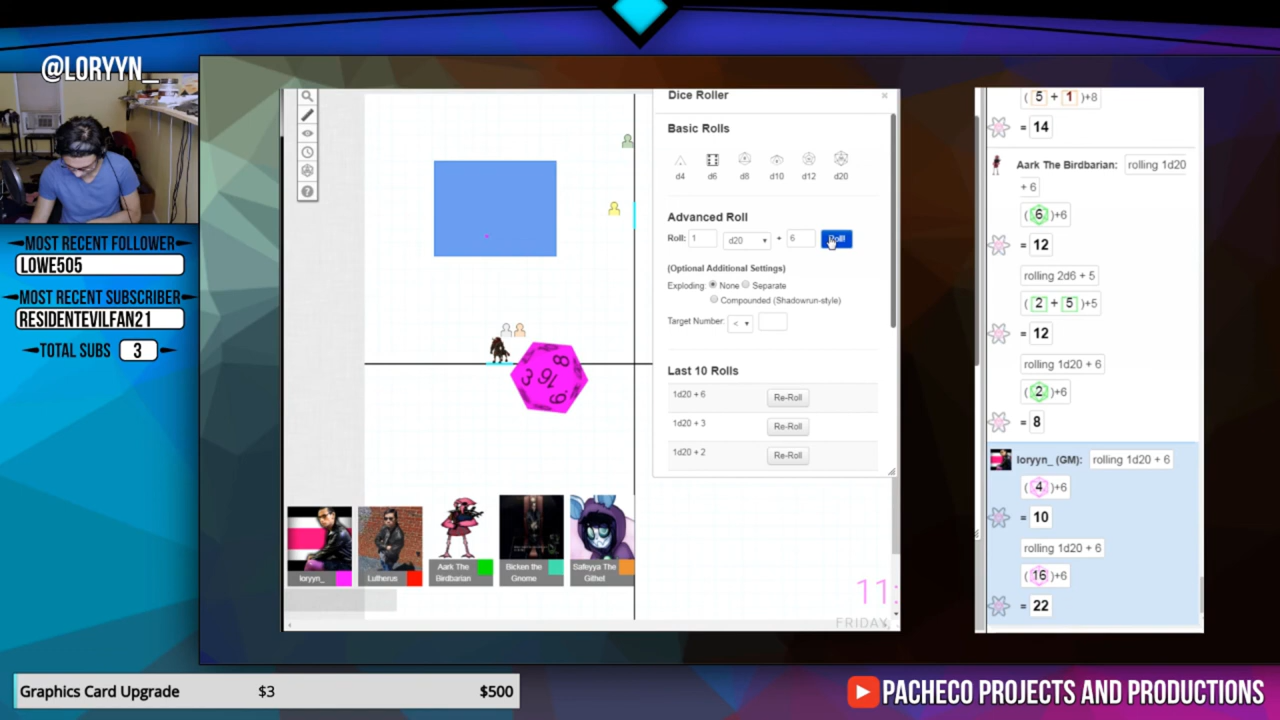 @LORYYN_
MOST RECENT FOLLOWER
LOWE505
MOST RECENT SUBSCRIBER
RESIDENTEVILFAN21
TOTAL SUBS 3
Dice Roller
Basic Rolls
d4 d6 d8 d10 d12 d20
Advanced Roll
Roll: 1 d20 + 6 Roll!
(Optional Additional Settings)
Exploding: None Separate
Compounded (Shadowrun-style)
Target Number: <
Last 10 Rolls
1d20 + 6 Re-Roll
1d20 + 3 Re-Roll
1d20 + 2 Re-Roll
3 16 8 9
loryyn_
Lutherus
Aark The
Birdbarian
Bicken the
Gnome
Safeyya The
Githet
11:
FRIDAY,
(5 + 1)+8
= 14
Aark The Birdbarian: rolling 1d20
+ 6
(6)+6
= 12
rolling 2d6 + 5
(2 + 5)+5
= 12
rolling 1d20 + 6
(2)+6
= 8
loryyn_ (GM): rolling 1d20 + 6
(4)+6
= 10
rolling 1d20 + 6
(16)+6
= 22
Graphics Card Upgrade $3 $500
PACHECO PROJECTS AND PRODUCTIONS